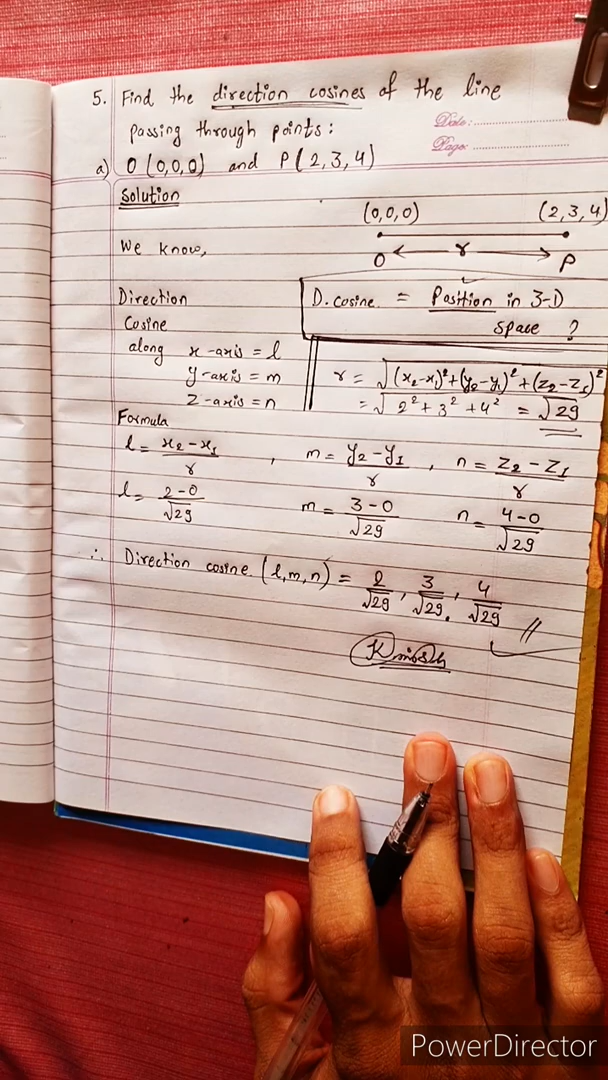 5. Find the direction cosines of the line
passing through points:
Date:
Page:
a) O (0,0,0) and P( 2,3,4)
Solution
(0,0,0) (2,3,4)
We know,
O r P
Direction
Cosine
along x-axis = l
y-axis = m
z-axis = n
D. cosine = Position in 3-D
space ?
r = √(x₂-x₁)²+(y₂-y₁)²+(z₂-z₁)²
= √2²+3²+4² = √29
Formula
l = x₂-x₁/r , m = y₂-y₁/r , n = z₂-z₁/r
l = 2-0/√29 m = 3-0/√29 n = 4-0/√29
∴ Direction cosine (l,m,n) = 2/√29 , 3/√29 , 4/√29 //
PowerDirector